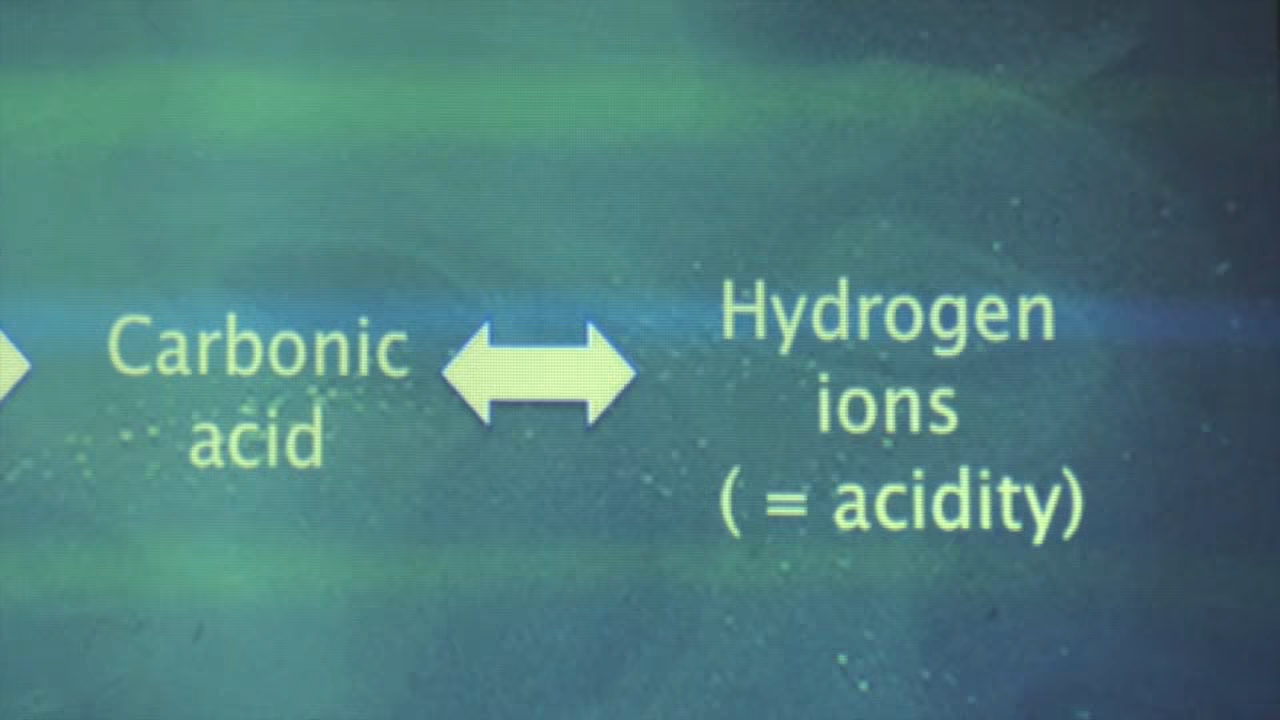 Carbonic
acid
Hydrogen
ions
( = acidity)